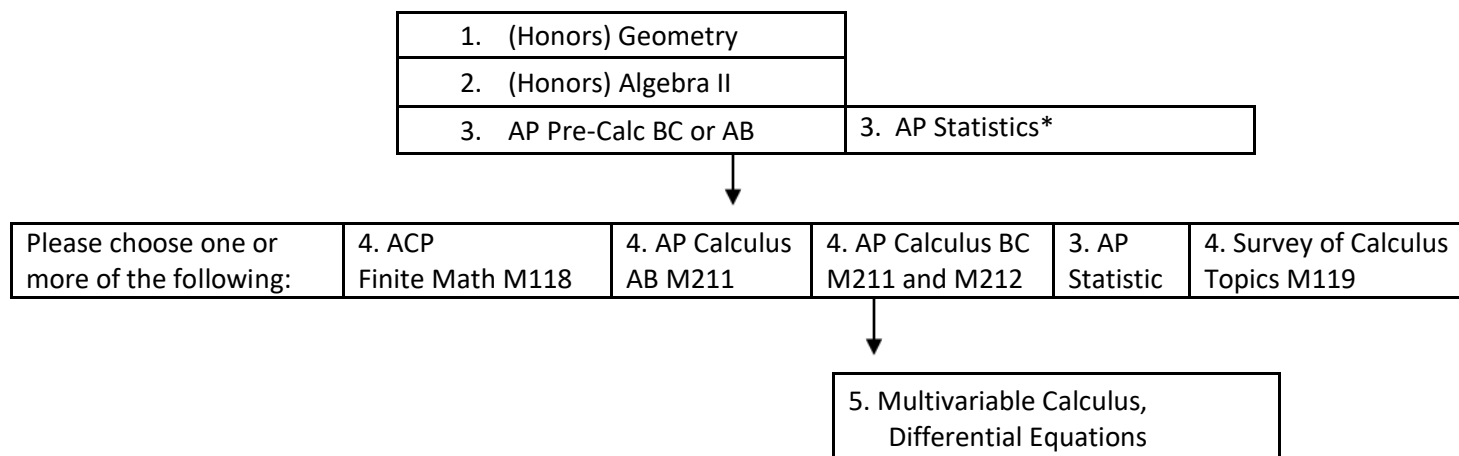 1. (Honors) Geometry
2. (Honors) Algebra II
3. AP Pre-Calc BC or AB
3. AP Statistics*
Please choose one or
more of the following:
4. ACP
Finite Math M118
4. AP Calculus
AB M211
4. AP Calculus BC
M211 and M212
3. AP
Statistic
4. Survey of Calculus
Topics M119
5. Multivariable Calculus,
Differential Equations